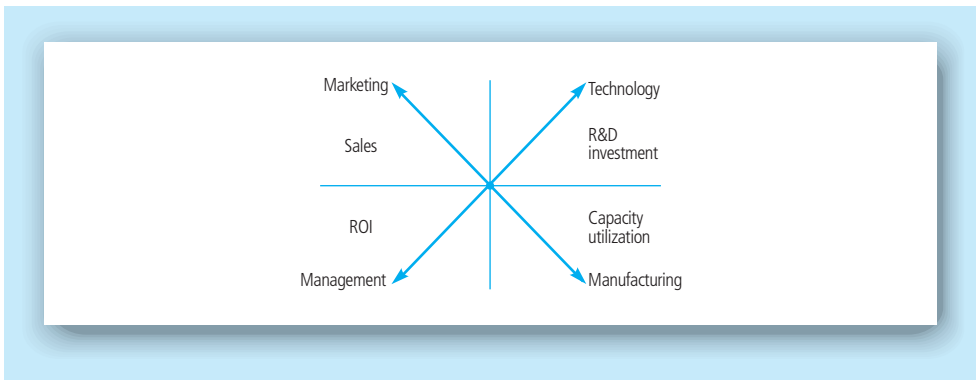 Marketing
Technology
Sales
R&D
investment
ROI
Capacity
utilization
Management
Manufacturing